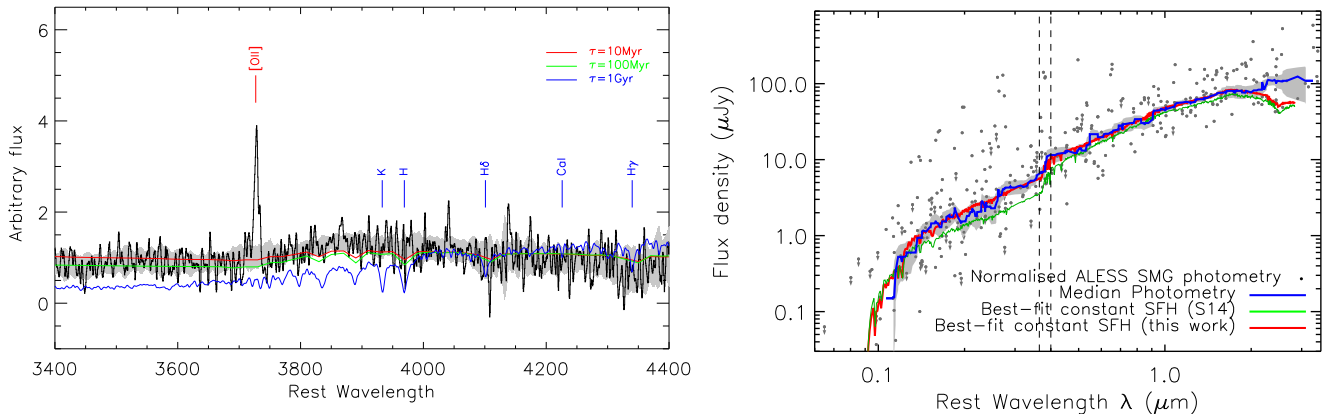 6
4
2
0
Arbitrary flux
[OII]
τ=10Myr
τ=100Myr
τ=1Gyr
K
H
Hδ
CaI
Hγ
3400
3600
3800
4000
4200
4400
Rest Wavelength
100.0
10.0
1.0
0.1
Flux density (μJy)
Normalised ALESS SMG photometry
Median Photometry
Best-fit constant SFH (S14)
Best-fit constant SFH (this work)
0.1
1.0
Rest Wavelength λ (μm)